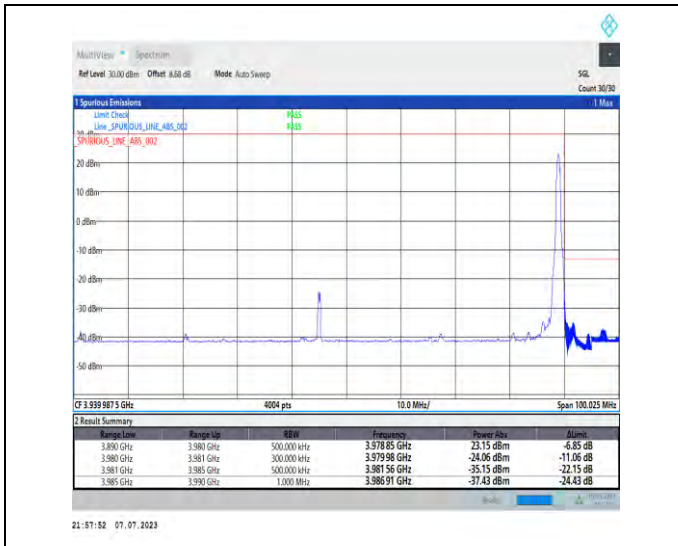 MultiView Spectrum
Ref Level 30.00 dBm Offset 8.68 dB Mode Auto Sweep SGL
Count 30/30
1 Spurious Emissions 1 Max
Limit Check PASS
Line _SPURIOUS_LINE_ABS_002 PASS
_SPURIOUS_LINE_ABS_002
20 dBm
10 dBm
0 dBm
-10 dBm
-20 dBm
-30 dBm
-40 dBm
-50 dBm
CF 3.939 987 5 GHz 4004 pts 10.0 MHz/ Span 100.025 MHz
2 Result Summary
Range Low Range Up RBW Frequency Power Abs ΔLimit
3.890 GHz 3.980 GHz 500.000 kHz 3.978 85 GHz 23.15 dBm -6.85 dB
3.980 GHz 3.981 GHz 300.000 kHz 3.979 98 GHz -24.06 dBm -11.06 dB
3.981 GHz 3.985 GHz 500.000 kHz 3.981 56 GHz -35.15 dBm -22.15 dB
3.985 GHz 3.990 GHz 1.000 MHz 3.986 91 GHz -37.43 dBm -24.43 dB
21:57:52 07.07.2023